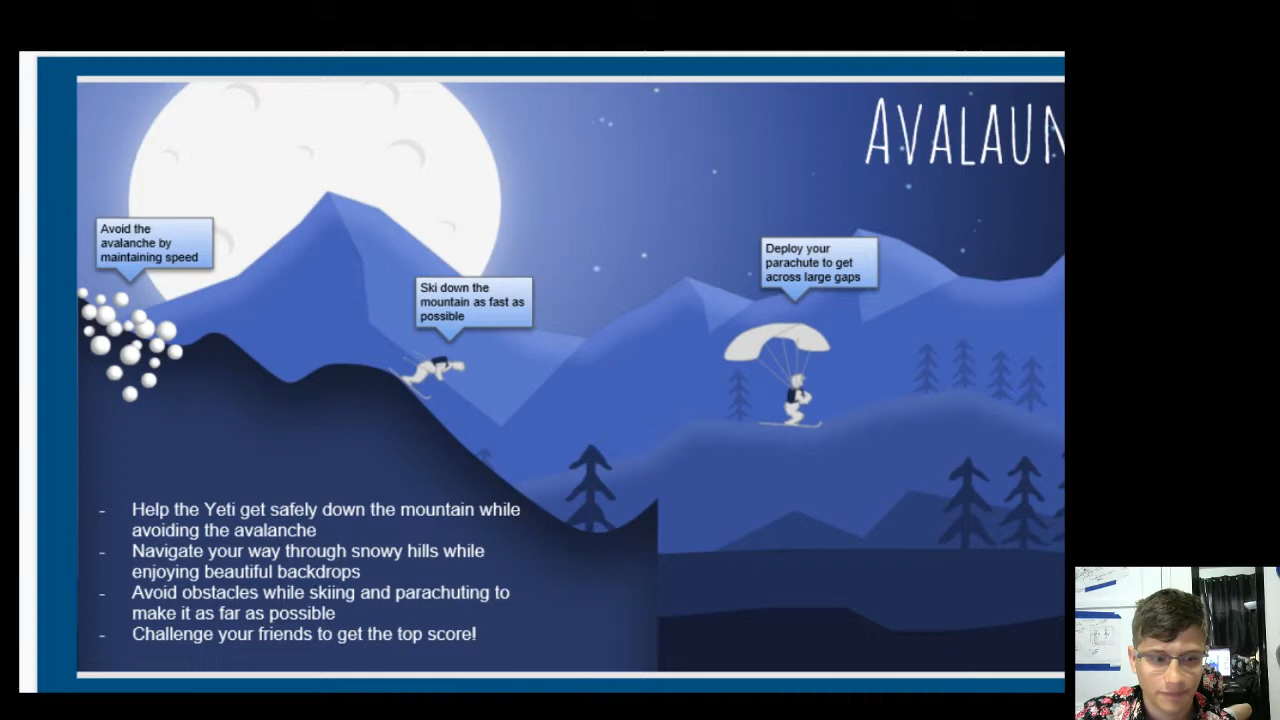 AVALAUN
Avoid the
avalanche by
maintaining speed
Ski down the
mountain as fast as
possible
Deploy your
parachute to get
across large gaps
- Help the Yeti get safely down the mountain while
avoiding the avalanche
- Navigate your way through snowy hills while
enjoying beautiful backdrops
- Avoid obstacles while skiing and parachuting to
make it as far as possible
- Challenge your friends to get the top score!